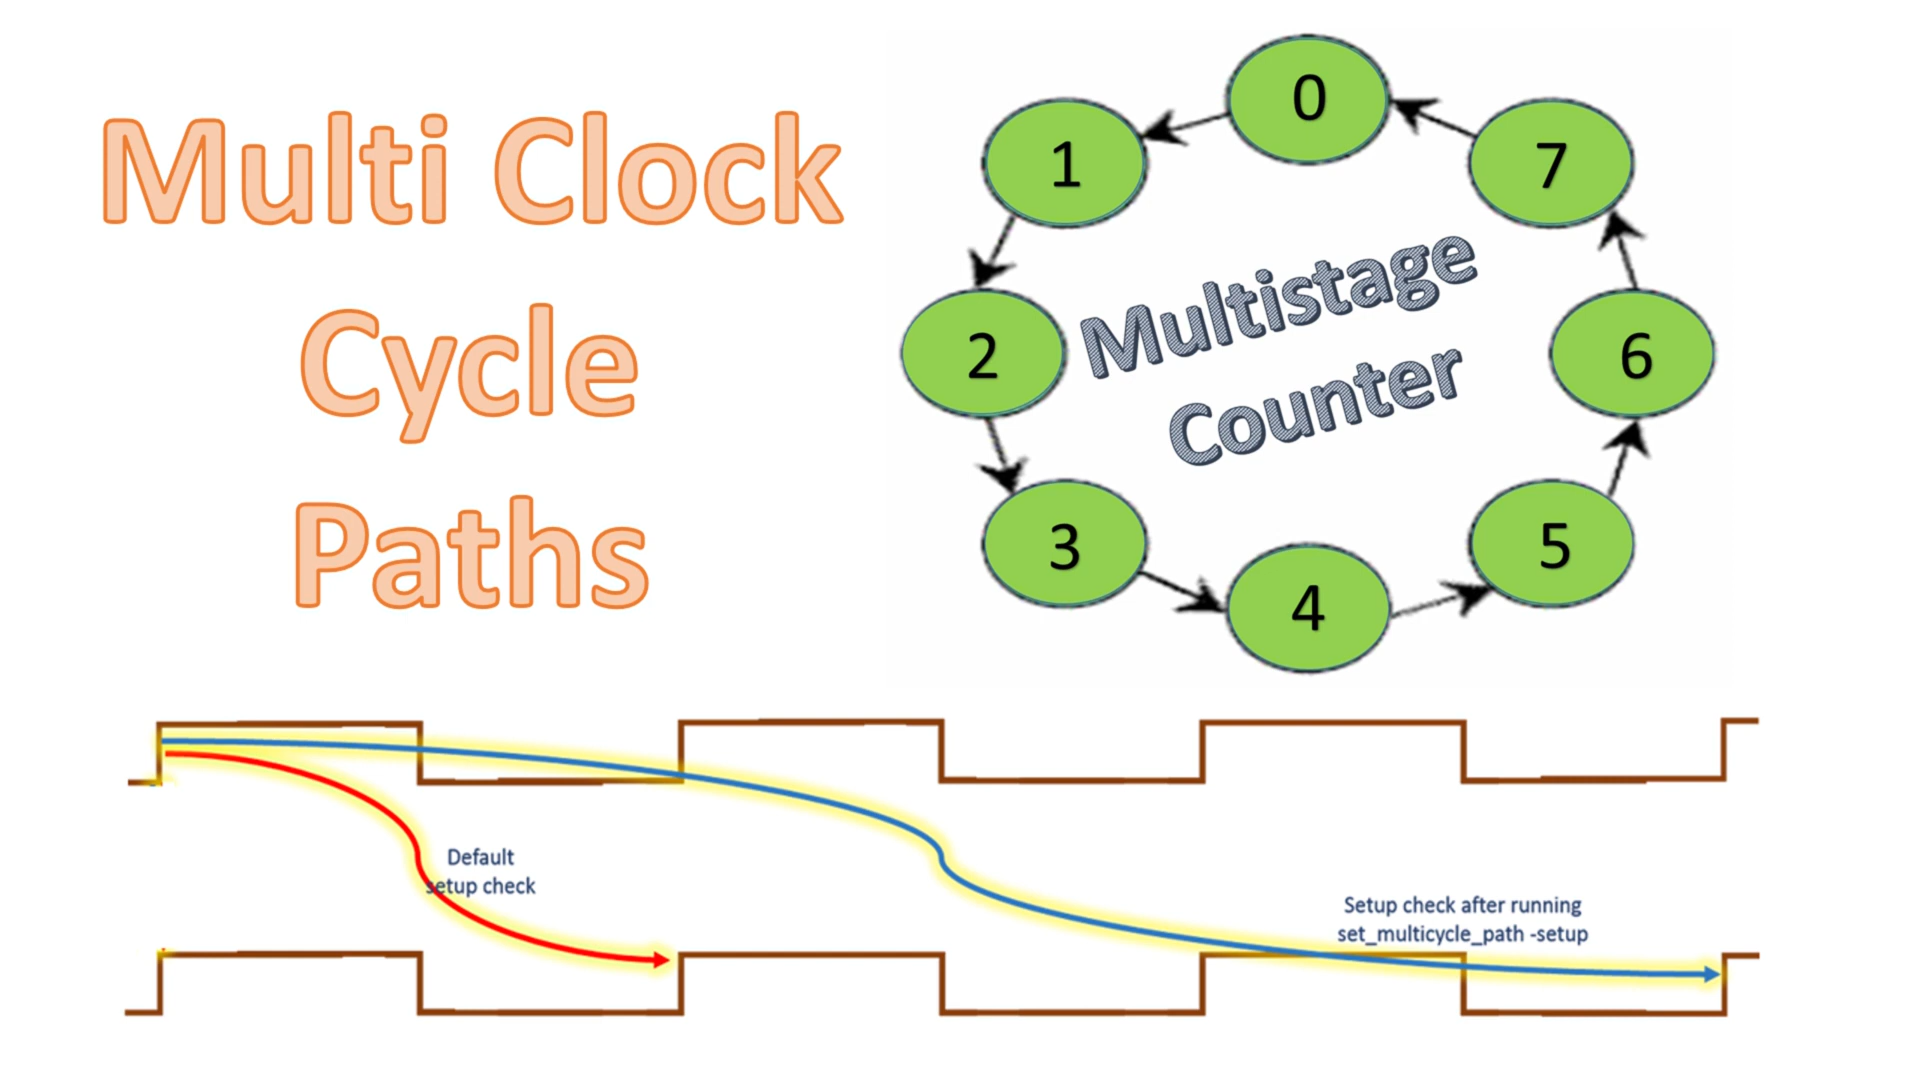 Multi Clock
Cycle
Paths
0
1
7
Multistage
Counter
2
6
3
5
4
Default
setup check
Setup check after running
set_multicycle_path -setup